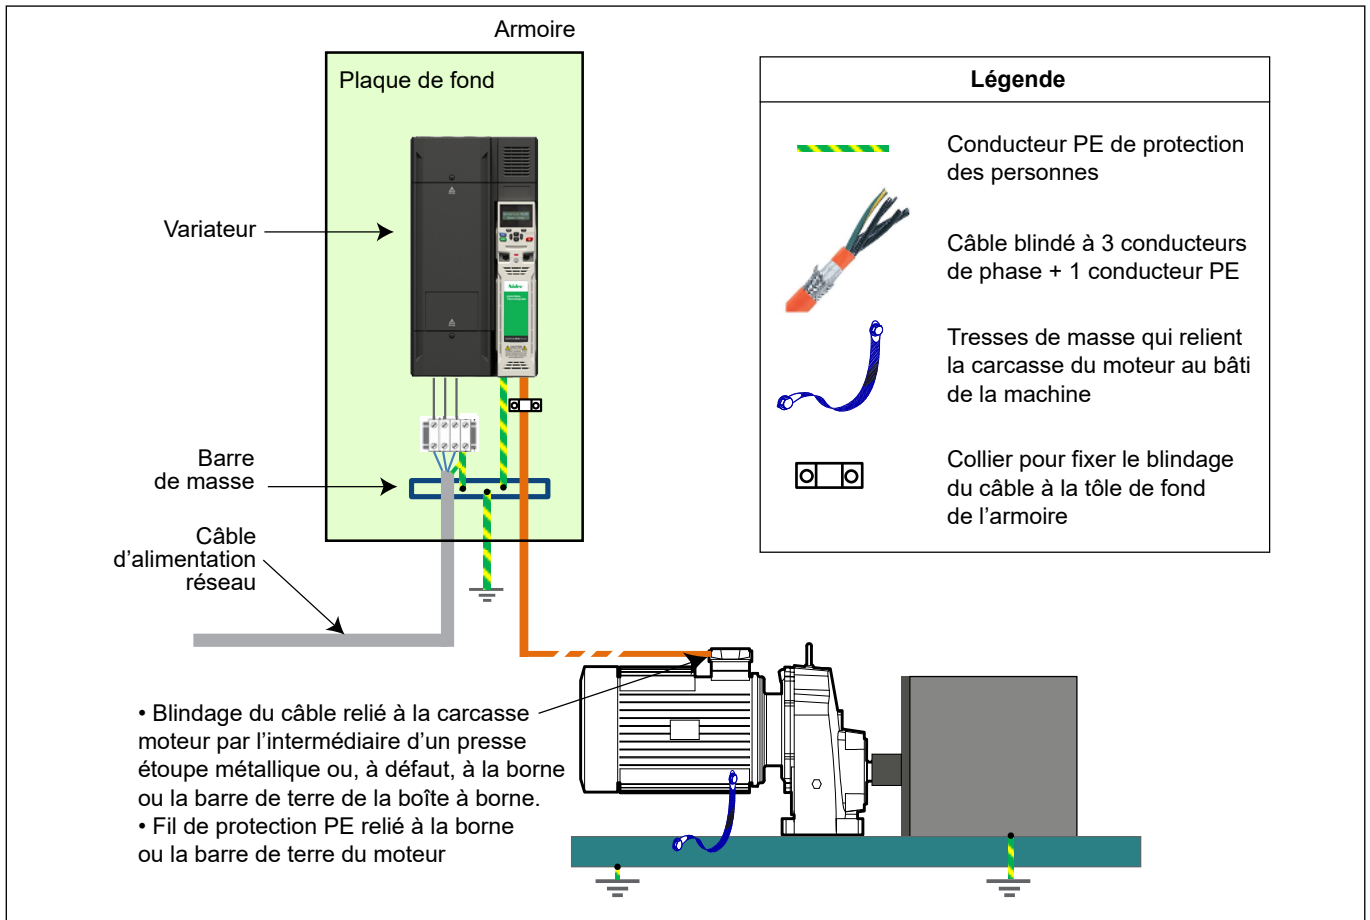 Armoire
Plaque de fond
Variateur
Barre
de masse
Câble
d'alimentation
réseau
Légende
Conducteur PE de protection
des personnes
Câble blindé à 3 conducteurs
de phase + 1 conducteur PE
Tresses de masse qui relient
la carcasse du moteur au bâti
de la machine
Collier pour fixer le blindage
du câble à la tôle de fond
de l'armoire
• Blindage du câble relié à la carcasse
moteur par l'intermédiaire d'un presse
étoupe métallique ou, à défaut, à la borne
ou la barre de terre de la boîte à borne.
• Fil de protection PE relié à la borne
ou la barre de terre du moteur